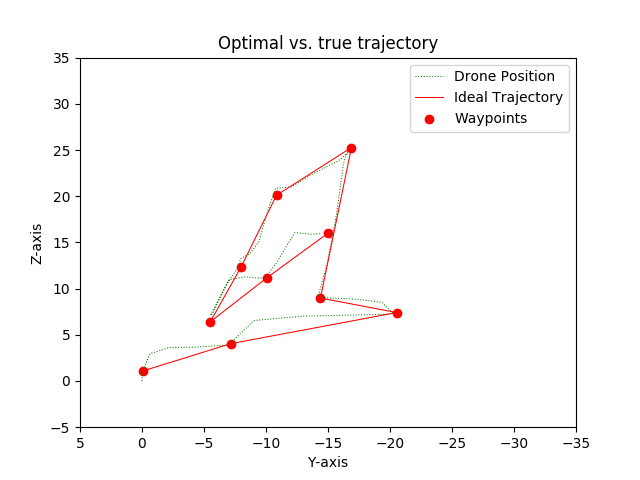 Optimal vs. true trajectory
Drone Position
Ideal Trajectory
Waypoints
35
30
25
20
15
10
5
0
−5
Z-axis
5 0 −5 −10 −15 −20 −25 −30 −35
Y-axis